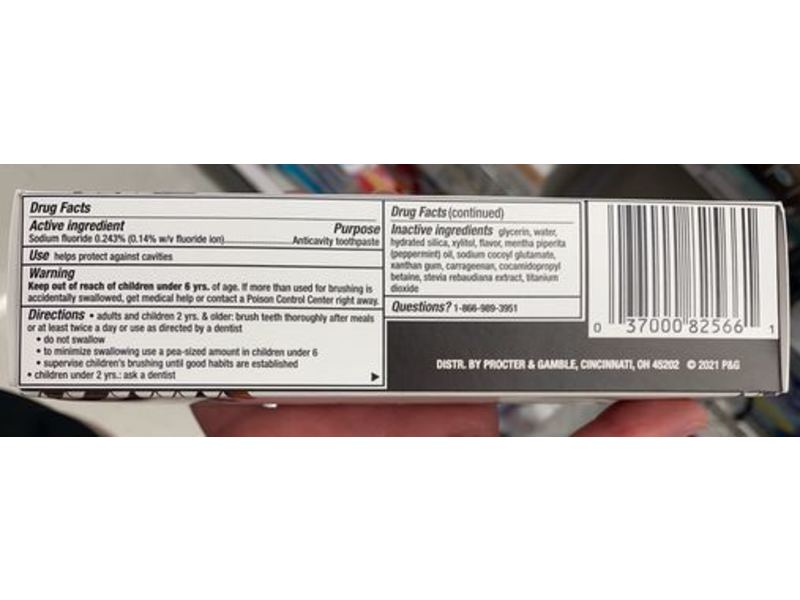 Drug Facts
Active ingredient Purpose
Sodium fluoride 0.243% (0.14% w/v fluoride ion) Anticavity toothpaste
Use helps protect against cavities
Warning
Keep out of reach of children under 6 yrs. of age. If more than used for brushing is
accidentally swallowed, get medical help or contact a Poison Control Center right away.
Directions • adults and children 2 yrs. & older: brush teeth thoroughly after meals
or at least twice a day or use as directed by a dentist
• do not swallow
• to minimize swallowing use a pea-sized amount in children under 6
• supervise children's brushing until good habits are established
• children under 2 yrs.: ask a dentist
Drug Facts (continued)
Inactive ingredients glycerin, water,
hydrated silica, xylitol, flavor, mentha piperita
(peppermint) oil, sodium cocoyl glutamate,
xanthan gum, carrageenan, cocamidopropyl
betaine, stevia rebaudiana extract, titanium
dioxide
Questions? 1-866-989-3951
0 37000 82566 1
DISTR. BY PROCTER & GAMBLE, CINCINNATI, OH 45202 © 2021 P&G